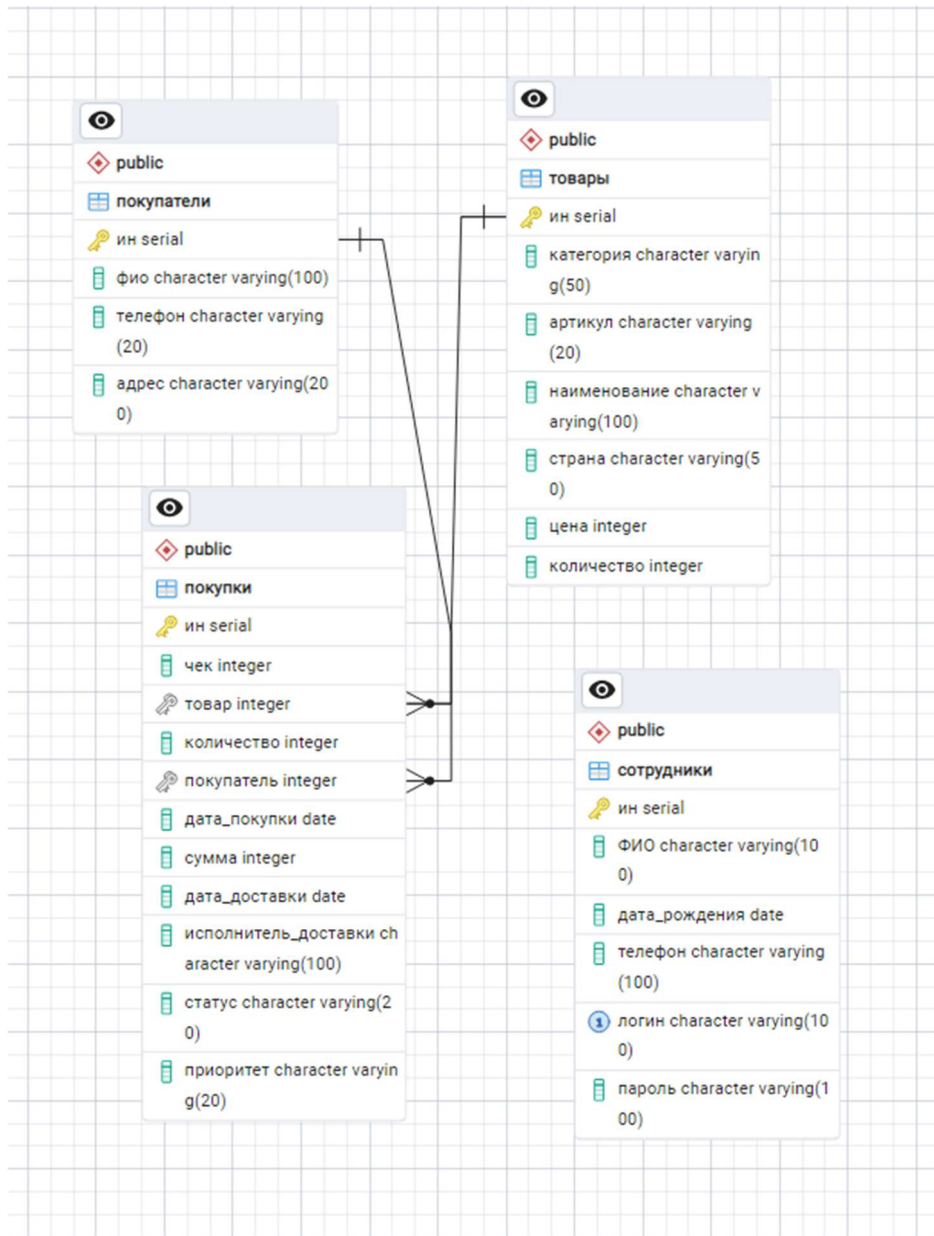 public
покупатели
ин serial
фио character varying(100)
телефон character varying
(20)
адрес character varying(20
0)
public
товары
ин serial
категория character varyin
g(50)
артикул character varying
(20)
наименование character v
arying(100)
страна character varying(5
0)
цена integer
количество integer
public
покупки
ин serial
чек integer
товар integer
количество integer
покупатель integer
дата_покупки date
сумма integer
дата_доставки date
исполнитель_доставки ch
aracter varying(100)
статус character varying(2
0)
приоритет character varyin
g(20)
public
сотрудники
ин serial
ФИО character varying(10
0)
дата_рождения date
телефон character varying
(100)
1 логин character varying(10
0)
пароль character varying(1
00)